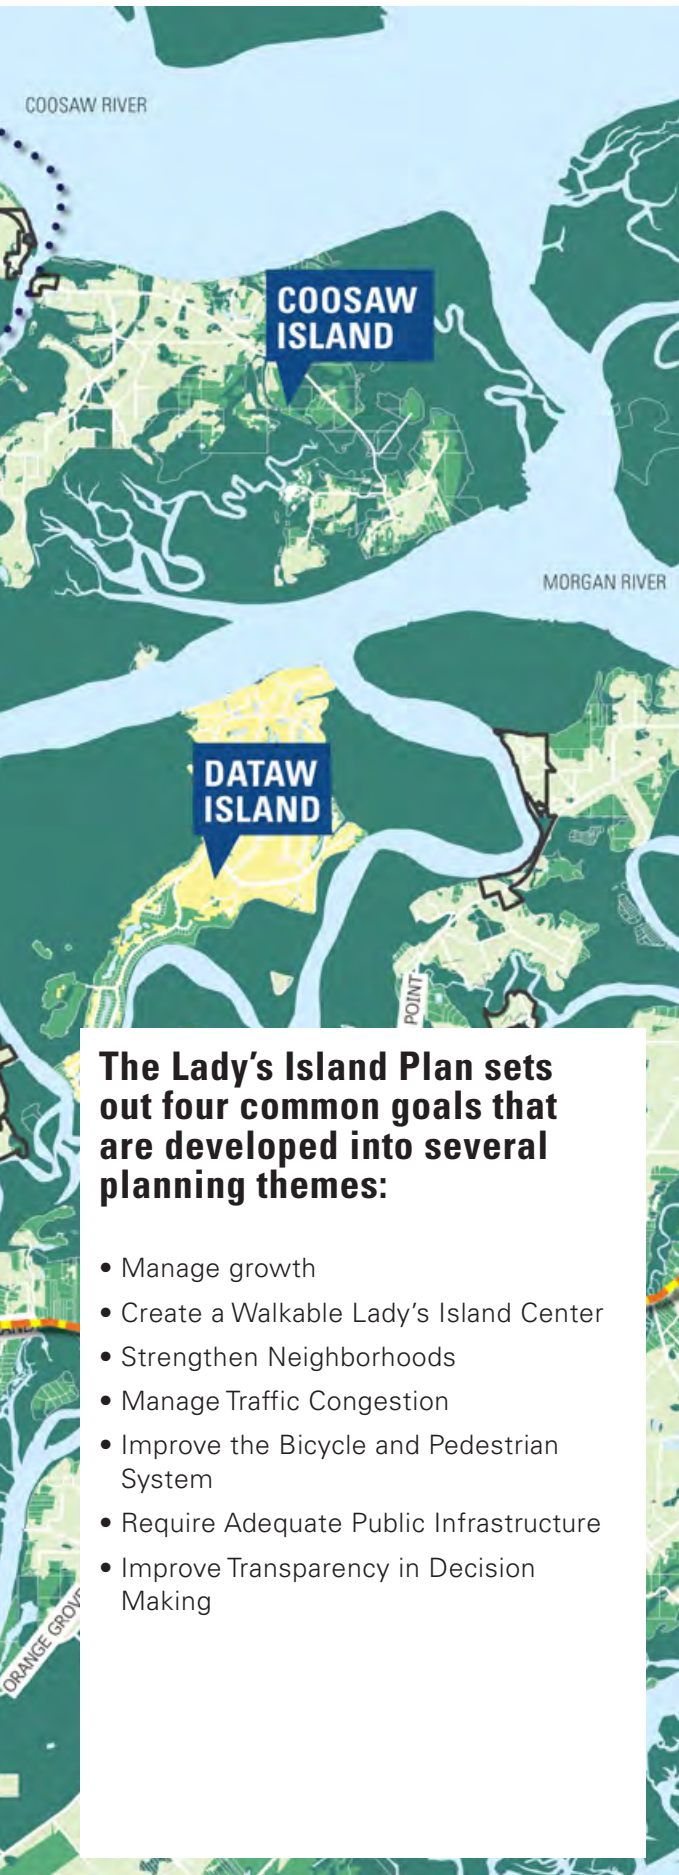 COOSAW RIVER
COOSAW
ISLAND
MORGAN RIVER
DATAW
ISLAND
POINT
The Lady’s Island Plan sets
out four common goals that
are developed into several
planning themes:
• Manage growth
• Create a Walkable Lady’s Island Center
• Strengthen Neighborhoods
• Manage Traffic Congestion
• Improve the Bicycle and Pedestrian
System
• Require Adequate Public Infrastructure
• Improve Transparency in Decision
Making
ORANGE GROVE